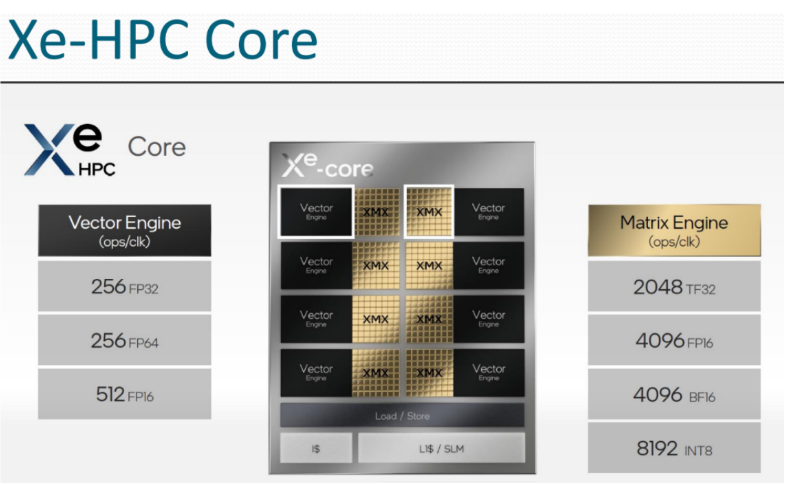 Xe-HPC Core
Xe HPC Core
Vector Engine
(ops/clk)
256 FP32
256 FP64
512 FP16
Xe-core
Vector Engine XMX XMX Vector Engine
Vector Engine XMX XMX Vector Engine
Vector Engine XMX XMX Vector Engine
Vector Engine XMX XMX Vector Engine
Load / Store
I$ L1$ / SLM
Matrix Engine
(ops/clk)
2048 TF32
4096 FP16
4096 BF16
8192 INT8